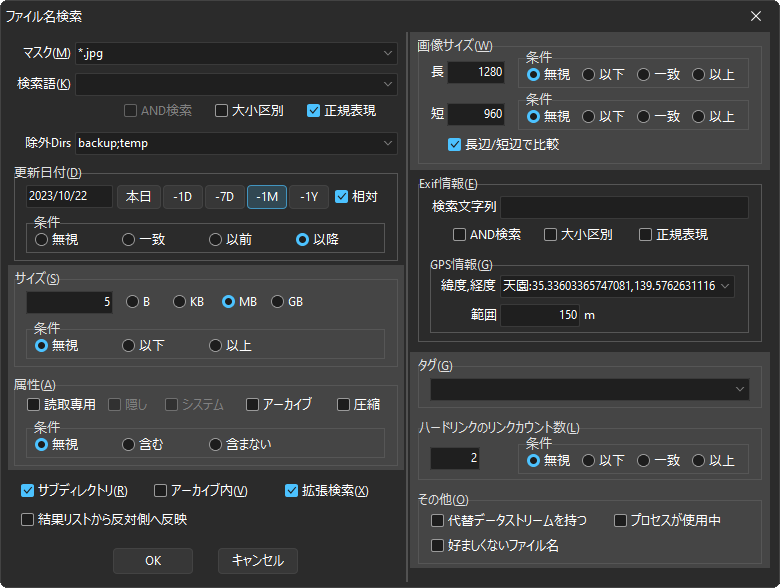 ファイル名検索
マスク(M) *.jpg
検索語(K)
AND検索 大小区別 正規表現
除外Dirs backup;temp
更新日付(D)
2023/10/22 本日 -1D -7D -1M -1Y 相対
条件
無視 一致 以前 以降
サイズ(S)
5 B KB MB GB
条件
無視 以下 以上
属性(A)
読取専用 隠し システム アーカイブ 圧縮
条件
無視 含む 含まない
サブディレクトリ(R) アーカイブ内(V) 拡張検索(X)
結果リストから反対側へ反映
OK キャンセル
画像サイズ(W)
条件
長 1280 無視 以下 一致 以上
条件
短 960 無視 以下 一致 以上
長辺/短辺で比較
Exif情報(E)
検索文字列
AND検索 大小区別 正規表現
GPS情報(G)
緯度,経度 天園:35.33603365747081,139.5762631116
範囲 150 m
タグ(G)
ハードリンクのリンクカウント数(L)
条件
2 無視 以下 一致 以上
その他(O)
代替データストリームを持つ プロセスが使用中
好ましくないファイル名